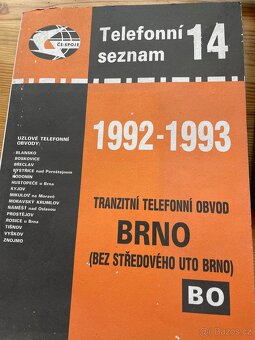 ČS-SPOJE
Telefonní
seznam
14
1992-1993
UZLOVÉ TELEFONNÍ
OBVODY:
BLANSKO
BOSKOVICE
BŘECLAV
BYSTŘICE nad Pernštejnem
HODONÍN
HUSTOPEČE u Brna
KYJOV
MIKULOV na Moravě
MORAVSKÝ KRUMLOV
NÁMĚŠŤ nad Oslavou
PROSTĚJOV
ROSICE u Brna
TIŠNOV
VYŠKOV
ZNOJMO
TRANZITNÍ TELEFONNÍ OBVOD
BRNO
(BEZ STŘEDOVÉHO UTO BRNO)
BO